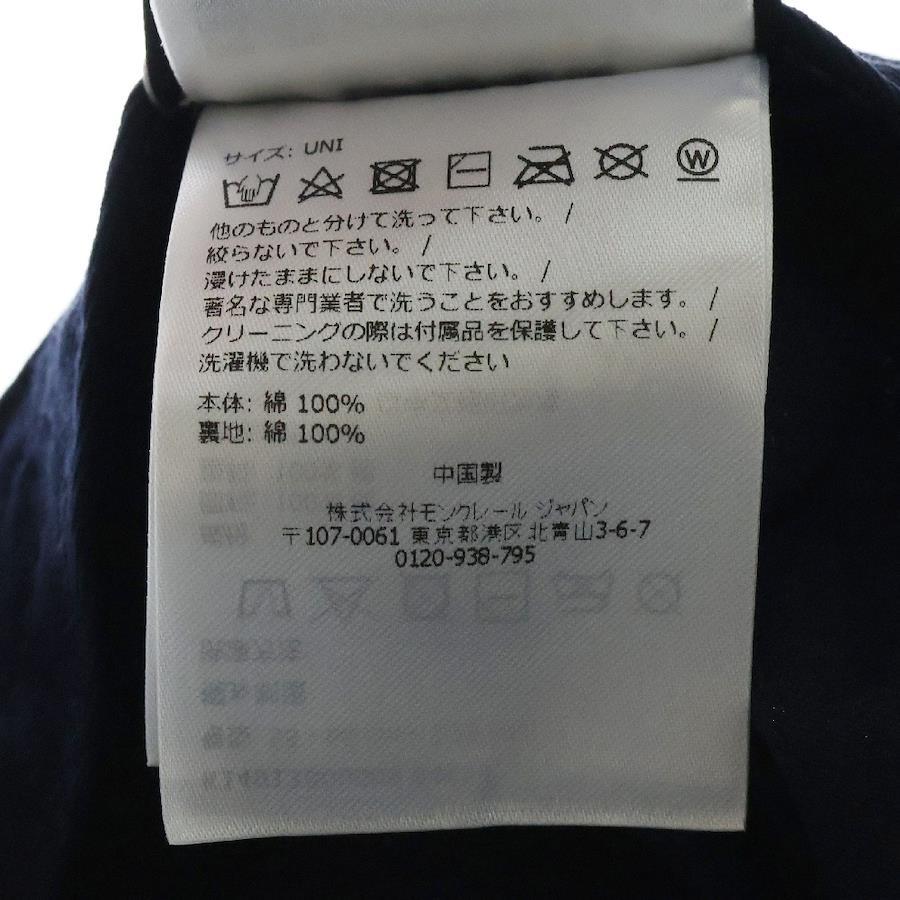 サイズ: UNI
W
他のものと分けて洗って下さい。 /
絞らないで下さい。 /
浸けたままにしないで下さい。 /
著名な専門業者で洗うことをおすすめします。 /
クリーニングの際は付属品を保護して下さい。 /
洗濯機で洗わないでください
本体: 綿 100%
裏地: 綿 100%
中国製
株式会社モンクレール ジャパン
〒107-0061 東京都港区 北青山3-6-7
0120-938-795